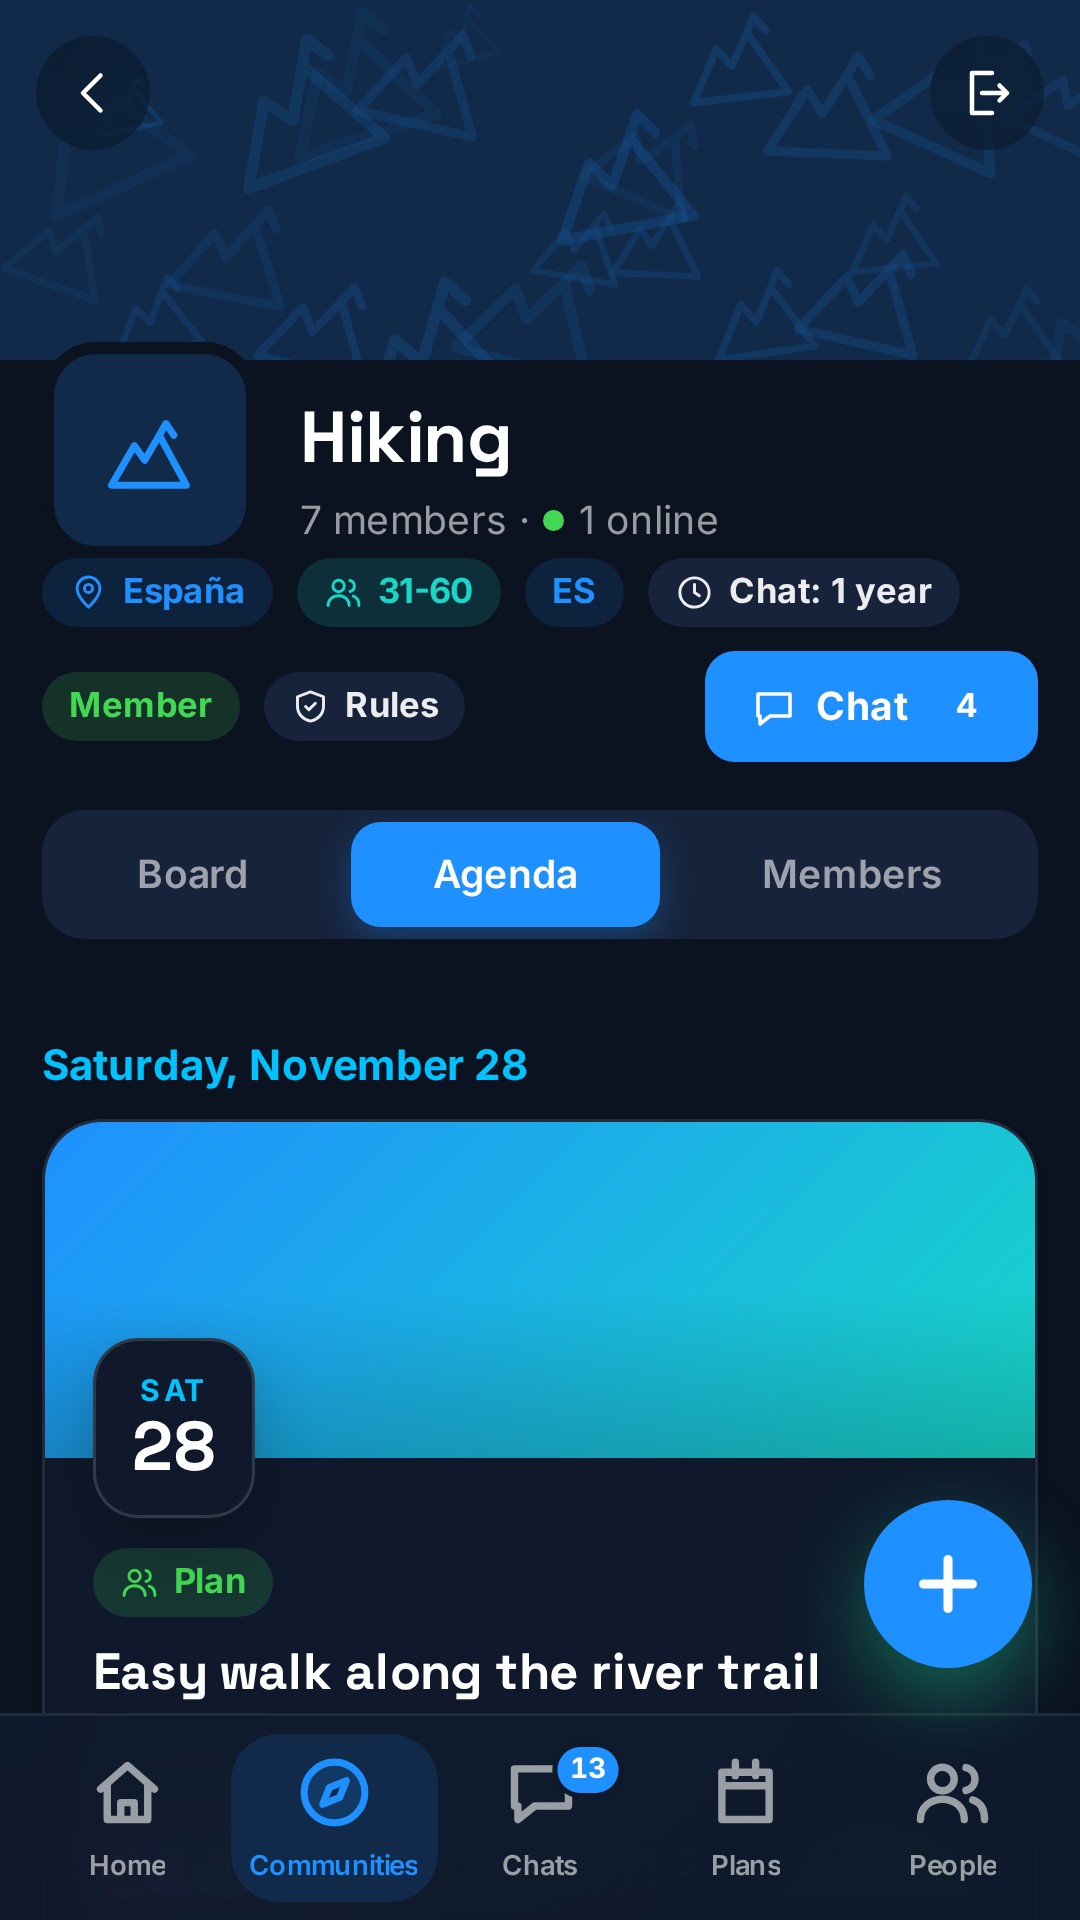 Hiking
7 members · 1 online
España
31-60
ES
Chat: 1 year
Member
Rules
Chat 4
Board
Agenda
Members
Saturday, November 28
SAT
28
Plan
Easy walk along the river trail
13
Home
Communities
Chats
Plans
People